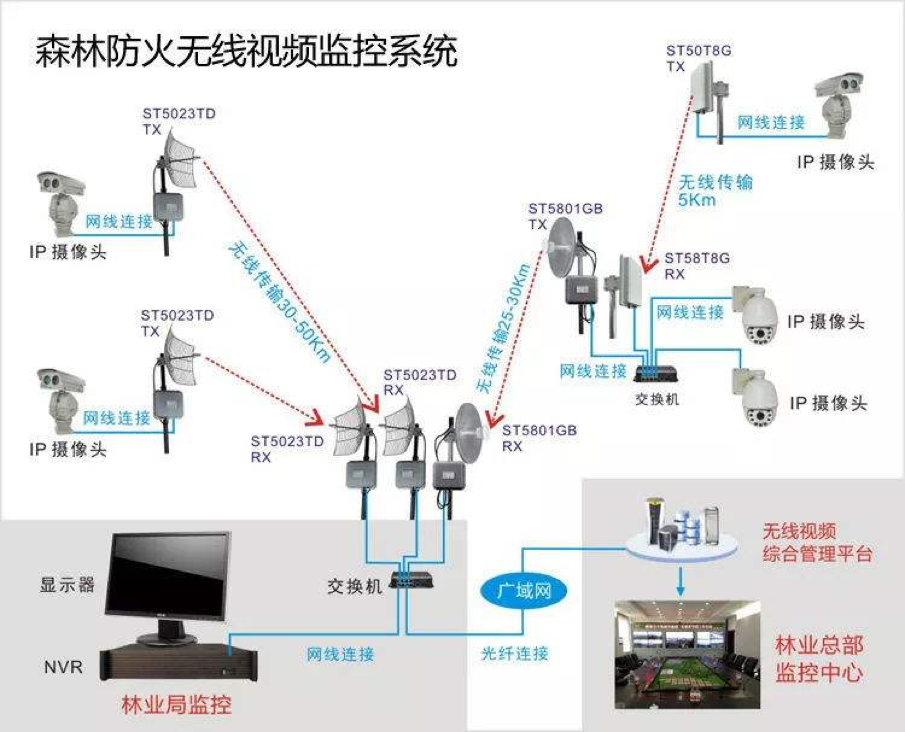 森林防火无线视频监控系统
ST50T8G
TX
网线连接
IP 摄像头
ST5023TD
TX
网线连接
IP 摄像头
无线传输
5Km
ST5801GB
TX
ST58T8G
RX
无线传输30-50Km
无线传输25-30Km
网线连接
IP 摄像头
网线连接
交换机
IP 摄像头
ST5023TD
TX
网线连接
IP 摄像头
ST5023TD
RX
ST5023TD
RX
ST5801GB
RX
显示器
NVR
林业局监控
交换机
网线连接
广域网
光纤连接
无线视频
综合管理平台
林业总部
监控中心